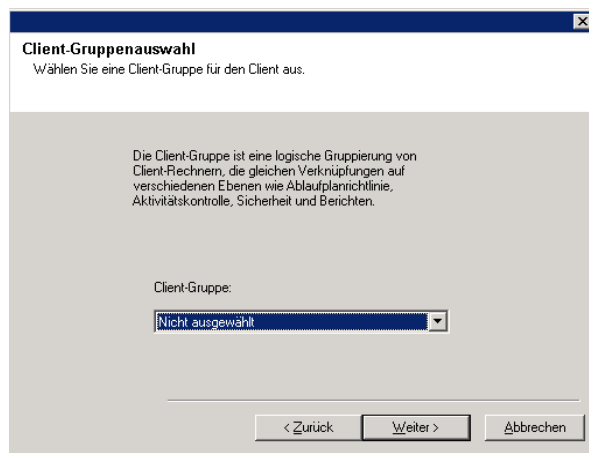 Client-Gruppenauswahl
Wählen Sie eine Client-Gruppe für den Client aus.
Die Client-Gruppe ist eine logische Gruppierung von
Client-Rechnern, die gleichen Verknüpfungen auf
verschiedenen Ebenen wie Ablaufplanrichtlinie,
Aktivitätskontrolle, Sicherheit und Berichten.
Client-Gruppe:
Nicht ausgewählt
< Zurück Weiter > Abbrechen